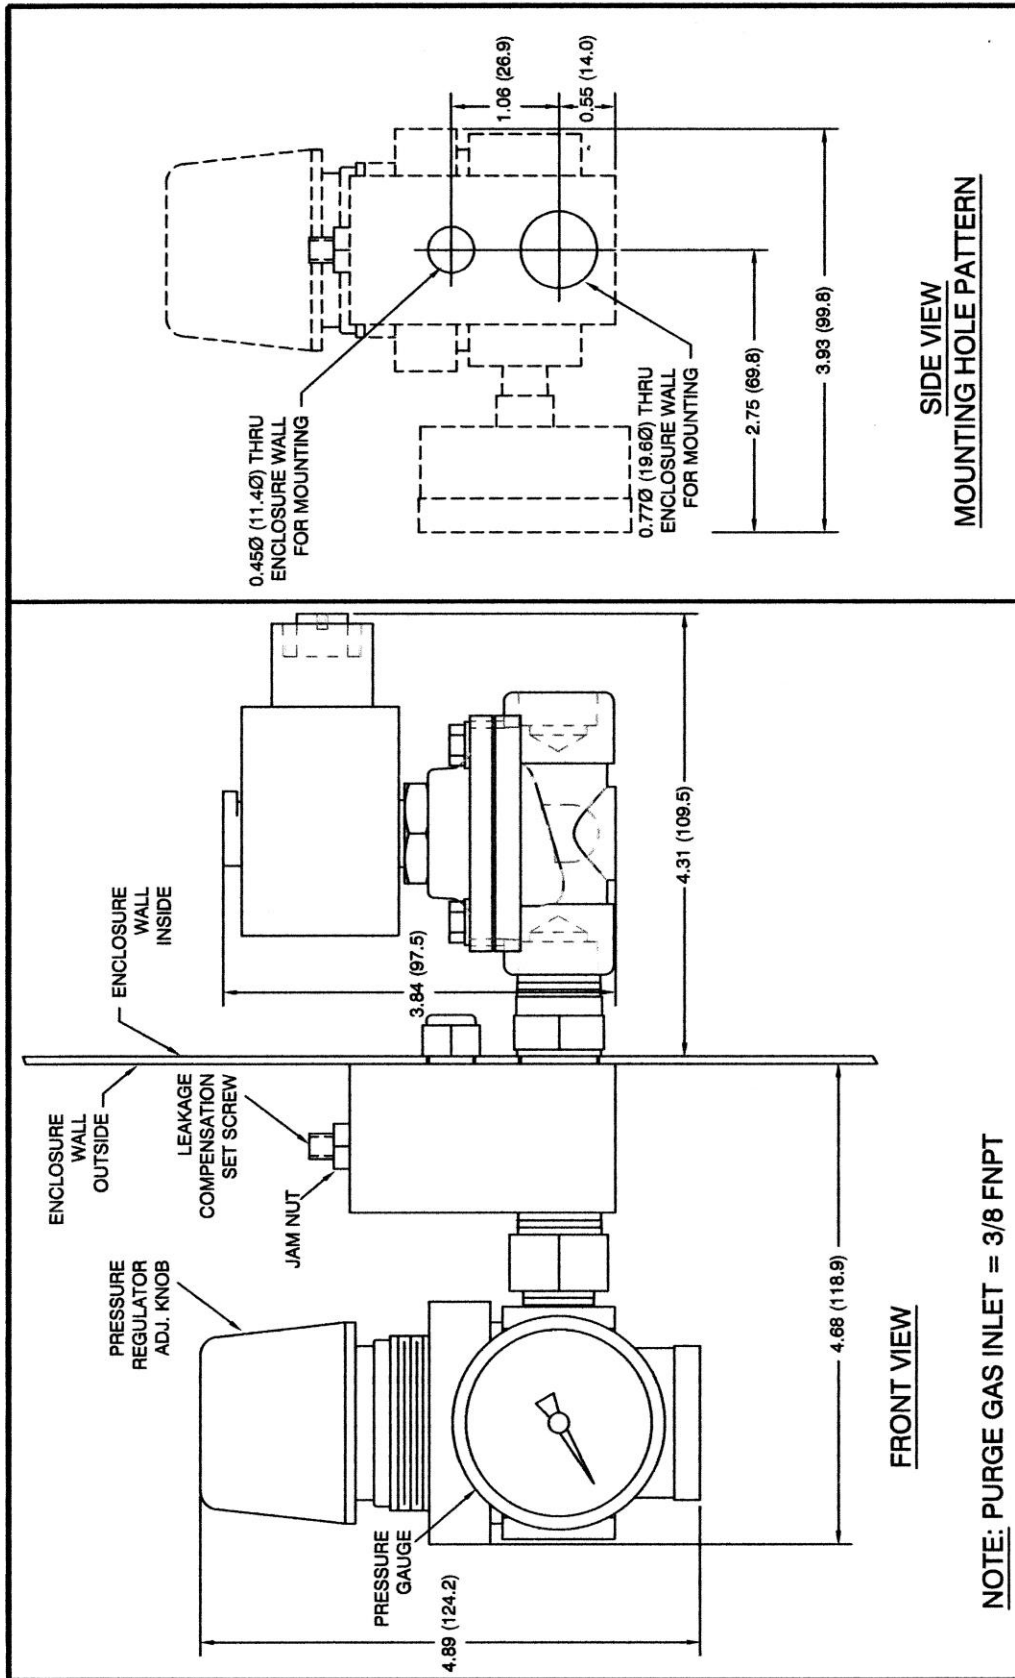 PRESSURE
REGULATOR
ADJ. KNOB
ENCLOSURE
WALL
OUTSIDE
ENCLOSURE
WALL
INSIDE
LEAKAGE
COMPENSATION
SET SCREW
JAM NUT
PRESSURE
GAUGE
4.89 (124.2)
3.84 (97.5)
4.68 (118.9)
4.31 (109.5)
FRONT VIEW
NOTE: PURGE GAS INLET = 3/8 FNPT
0.45Ø (11.4Ø) THRU
ENCLOSURE WALL
FOR MOUNTING
0.77Ø (19.6Ø) THRU
ENCLOSURE WALL
FOR MOUNTING
1.06 (26.9)
0.55 (14.0)
2.75 (69.8)
3.93 (99.8)
SIDE VIEW
MOUNTING HOLE PATTERN